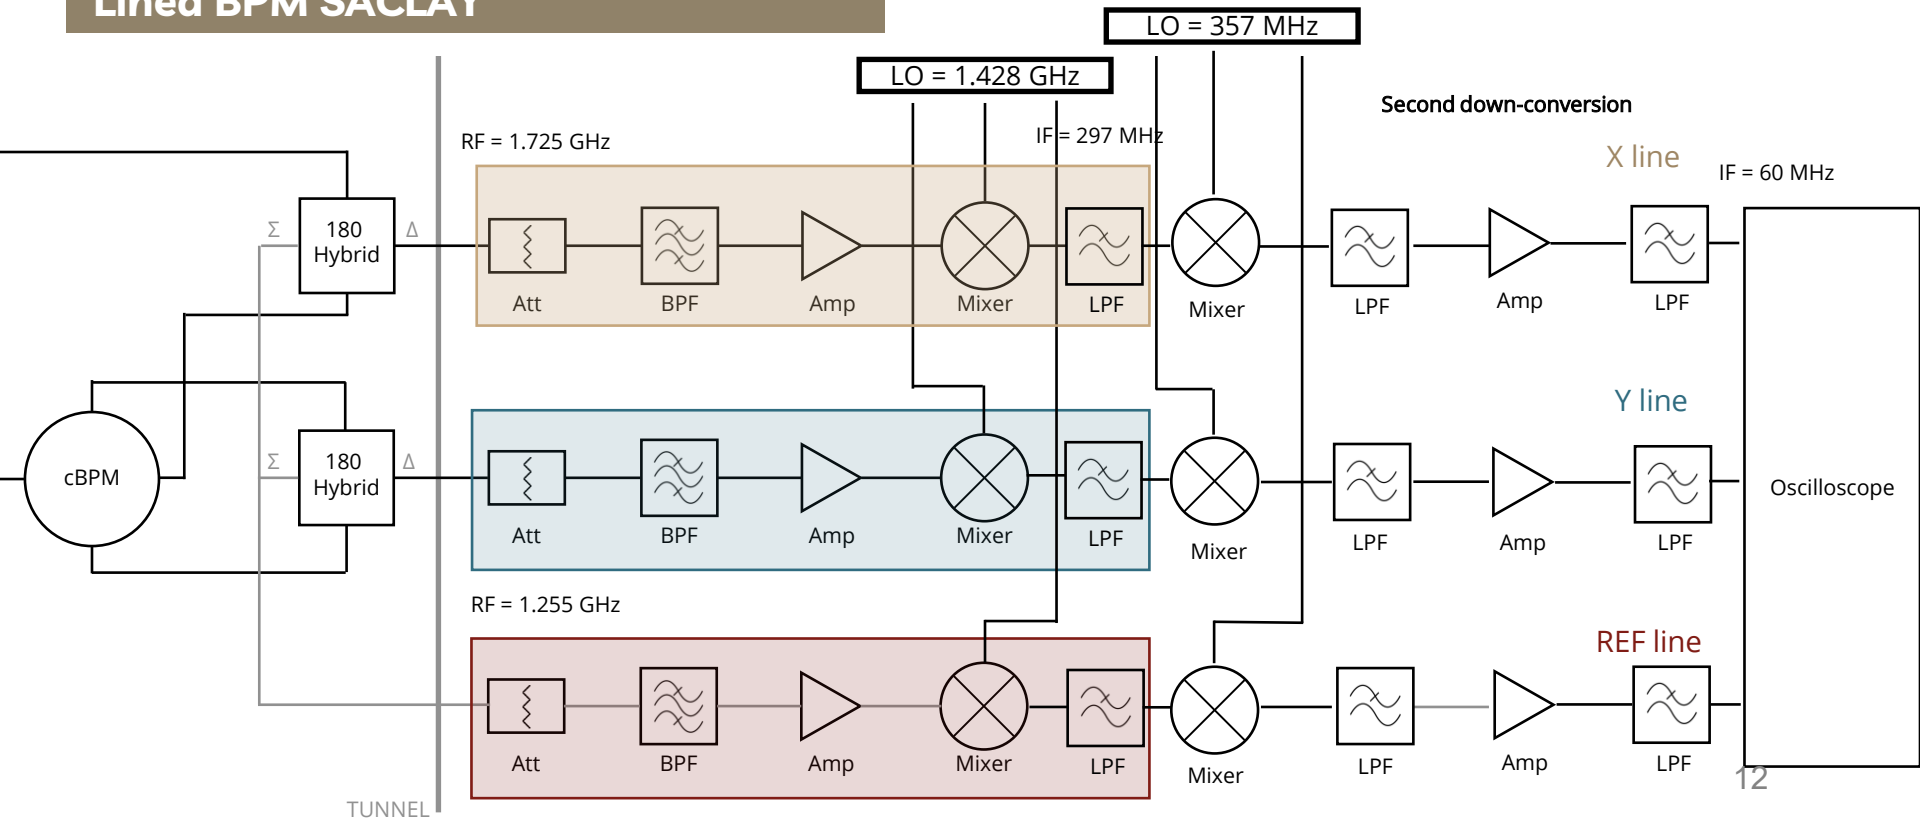 Lined BPM SACLAY
LO = 357 MHz
LO = 1.428 GHz
Second down-conversion
RF = 1.725 GHz
IF = 297 MHz
X line
IF = 60 MHz
Σ
180
Hybrid
Δ
Att
BPF
Amp
Mixer
LPF
Mixer
LPF
Amp
LPF
Y line
cBPM
Σ
180
Hybrid
Δ
Att
BPF
Amp
Mixer
LPF
Mixer
LPF
Amp
LPF
Oscilloscope
RF = 1.255 GHz
REF line
Att
BPF
Amp
Mixer
LPF
Mixer
LPF
Amp
LPF
12
TUNNEL